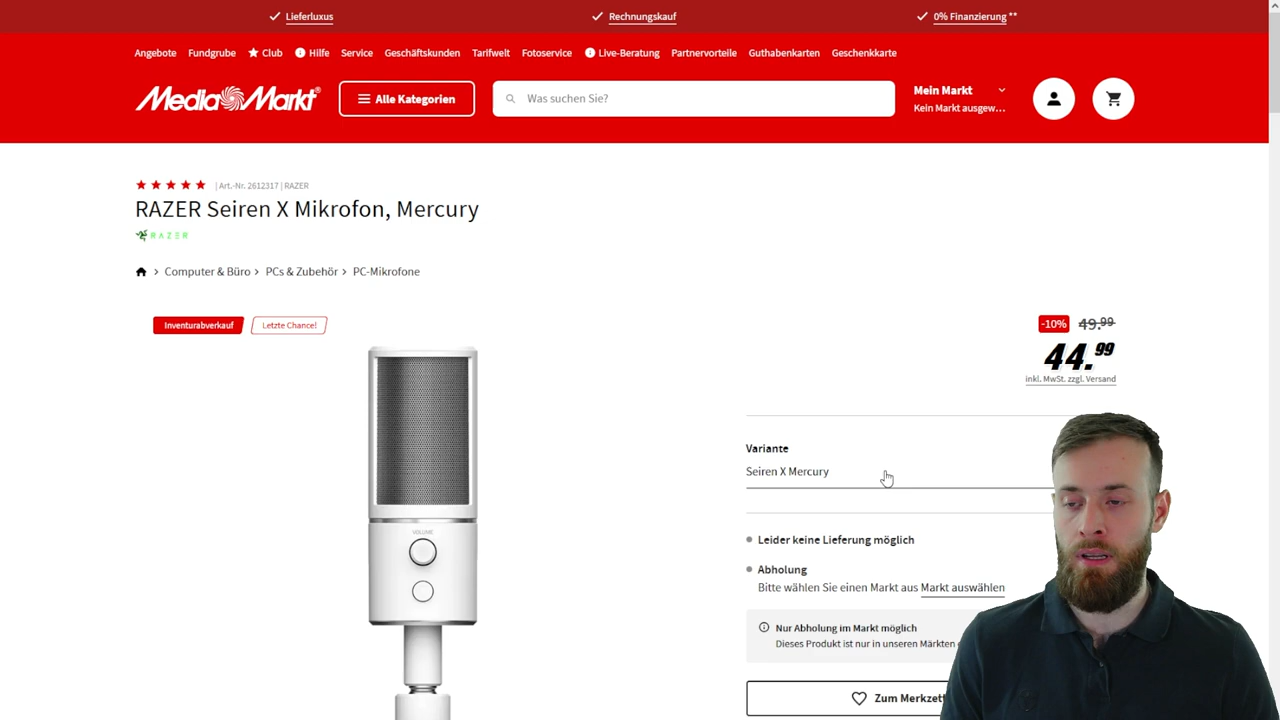 Lieferluxus
Rechnungskauf
0% Finanzierung **
Angebote Fundgrube Club Hilfe Service Geschäftskunden Tarifwelt Fotoservice Live-Beratung Partnervorteile Guthabenkarten Geschenkkarte
MediaMarkt®
Alle Kategorien
Was suchen Sie?
Mein Markt
Kein Markt ausgew...
| Art.-Nr. 2612317 | RAZER
RAZER Seiren X Mikrofon, Mercury
RAZER
Computer & Büro > PCs & Zubehör > PC-Mikrofone
Inventurabverkauf
Letzte Chance!
-10% 49.99
44.99
inkl. MwSt. zzgl. Versand
VOLUME
Variante
Seiren X Mercury
Leider keine Lieferung möglich
Abholung
Bitte wählen Sie einen Markt aus Markt auswählen
Nur Abholung im Markt möglich
Dieses Produkt ist nur in unseren Märkten
Zum Merkzett